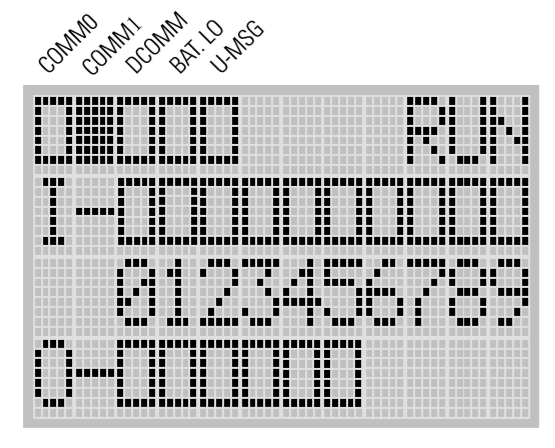 COMM0 COMM1 DCOMM BAT. LO U-MSG
□■□□□ RUN
I-□□□□□□□□□□
0123456789
O-□□□□□□